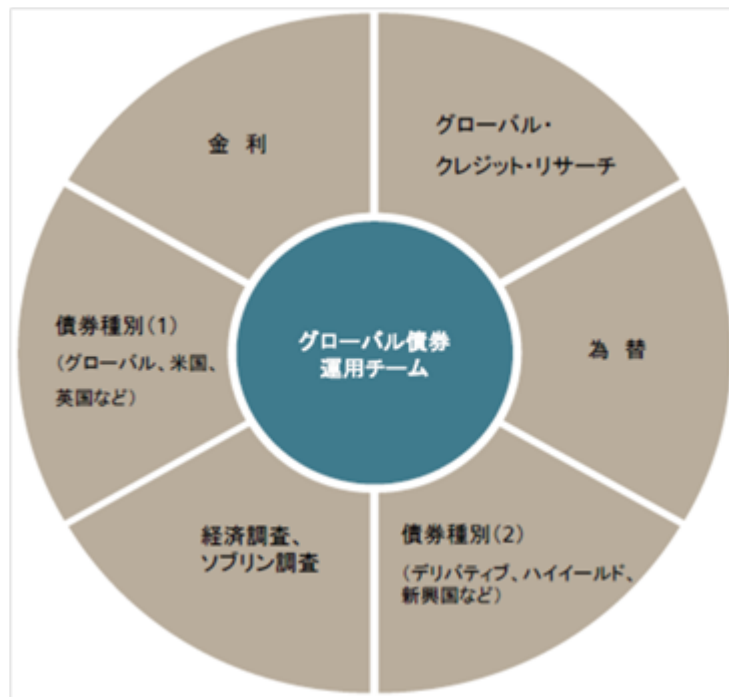 金 利
グローバル・
クレジット・リサーチ
債券種別(1)
(グローバル、米国、
英国など)
グローバル債券
運用チーム
為 替
経済調査、
ソブリン調査
債券種別(2)
(デリバティブ、ハイイールド、
新興国など)